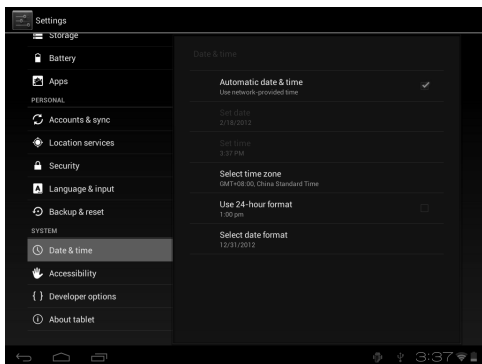 Settings
Storage
Battery
Apps
PERSONAL
Accounts & sync
Location services
Security
Language & input
Backup & reset
SYSTEM
Date & time
Accessibility
Developer options
About tablet
Date & time
Automatic date & time
Use network-provided time
Set date
2/18/2012
Set time
3:37 PM
Select time zone
GMT+08:00, China Standard Time
Use 24-hour format
1:00 pm
Select date format
12/31/2012
3:37